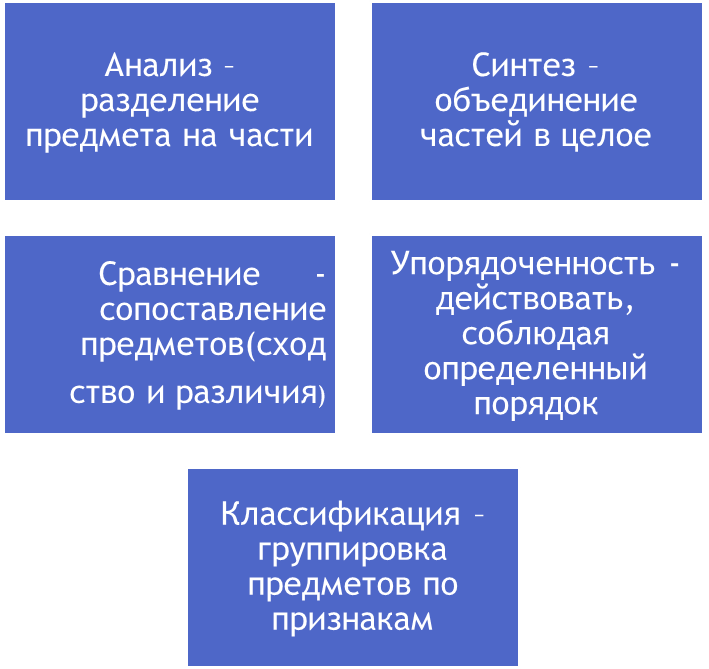 Анализ –
разделение
предмета на части
Синтез –
объединение
частей в целое
Сравнение -
сопоставление
предметов(сход
ство и различия)
Упорядоченность -
действовать,
соблюдая
определенный
порядок
Классификация –
группировка
предметов по
признакам